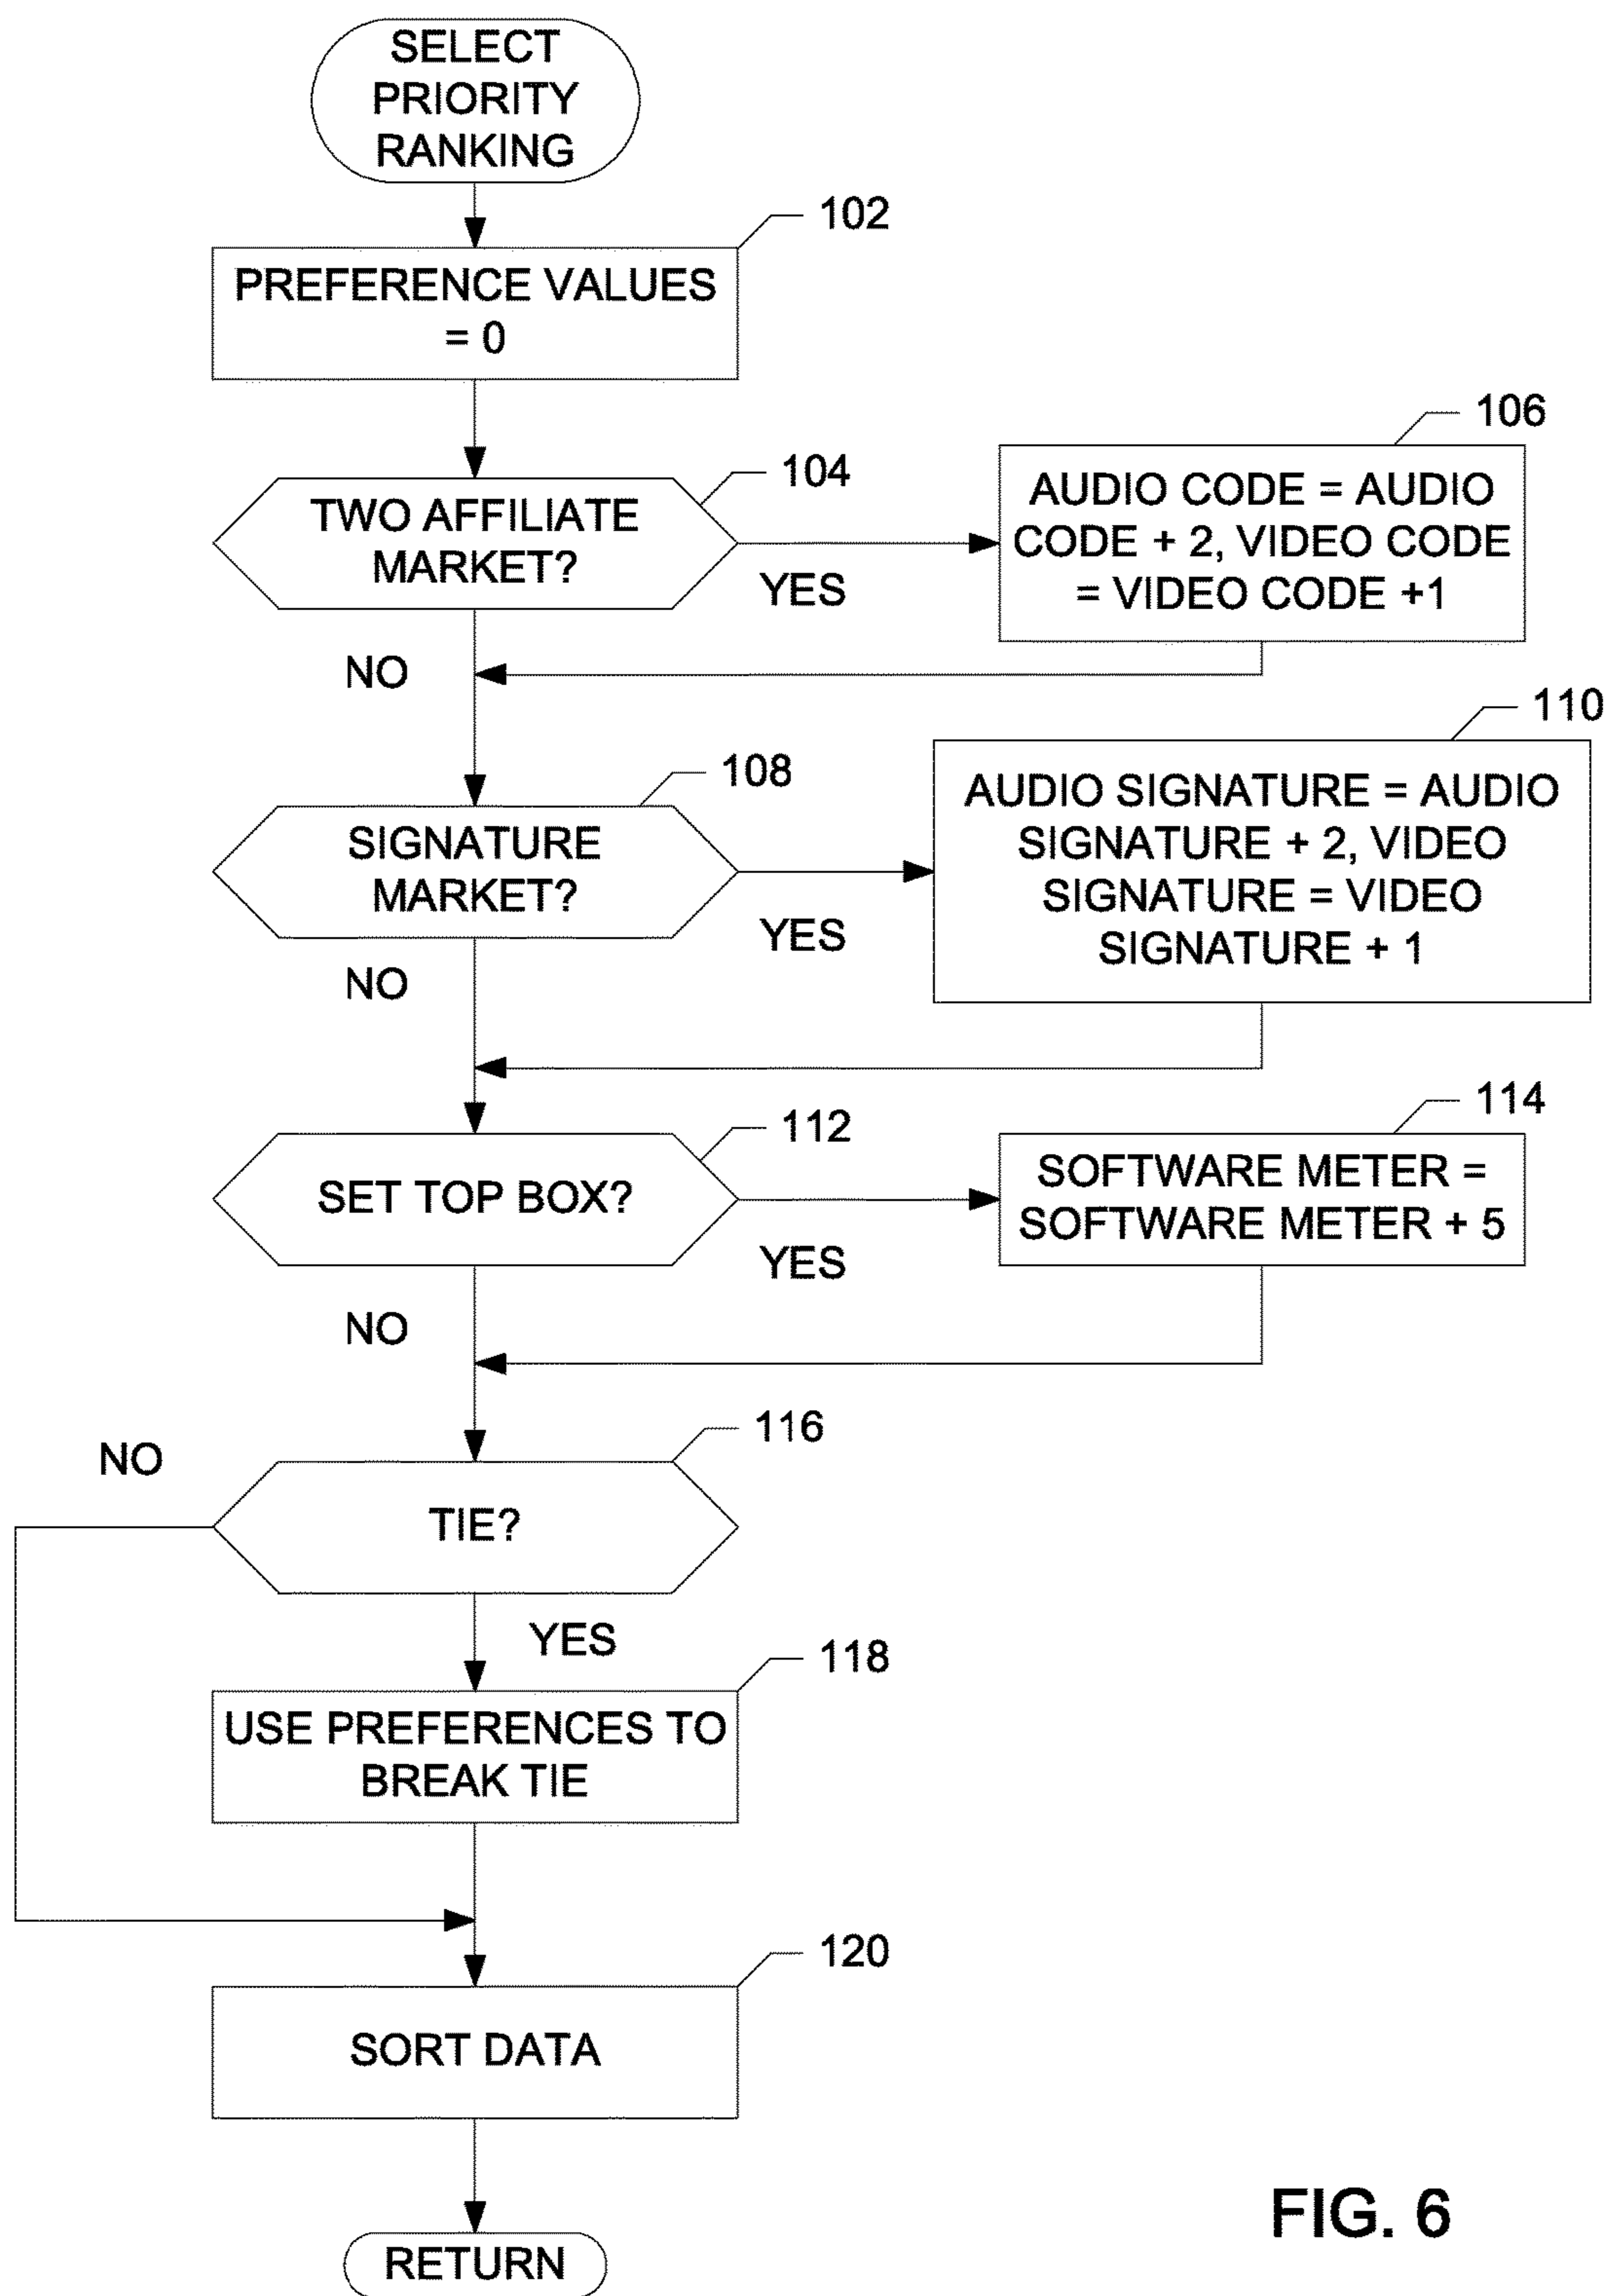 SELECT
PRIORITY
RANKING
102
PREFERENCE VALUES
= 0
104
TWO AFFILIATE
MARKET?
YES
NO
106
AUDIO CODE = AUDIO
CODE + 2, VIDEO CODE
= VIDEO CODE +1
108
SIGNATURE
MARKET?
YES
NO
110
AUDIO SIGNATURE = AUDIO
SIGNATURE + 2, VIDEO
SIGNATURE = VIDEO
SIGNATURE + 1
112
SET TOP BOX?
YES
NO
114
SOFTWARE METER =
SOFTWARE METER + 5
116
NO
TIE?
YES
118
USE PREFERENCES TO
BREAK TIE
120
SORT DATA
RETURN
FIG. 6